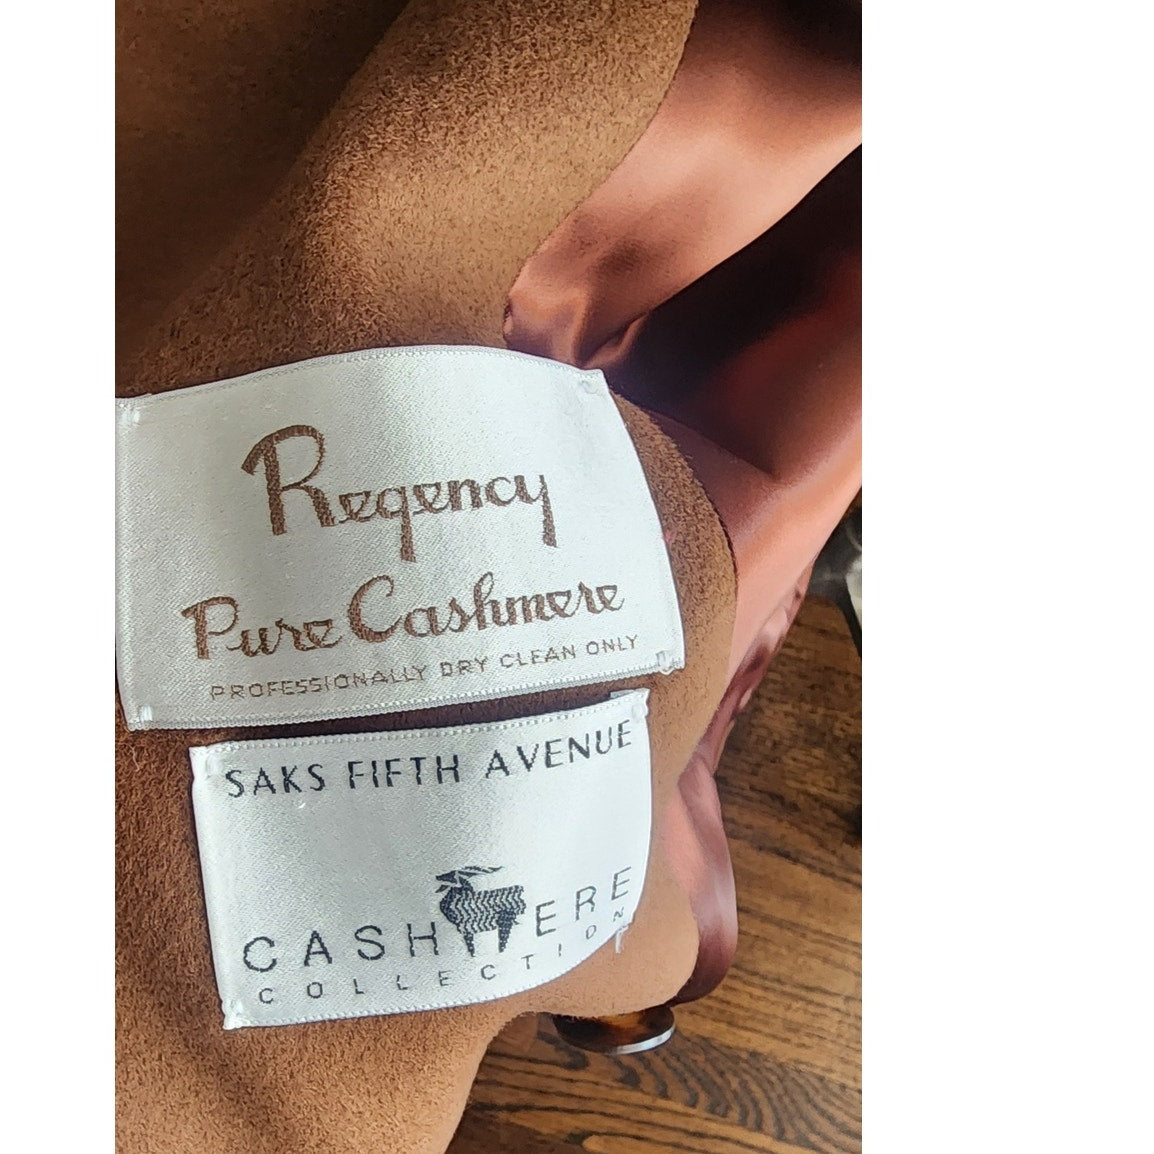 Regency
Pure Cashmere
PROFESSIONALLY DRY CLEAN ONLY
SAKS FIFTH AVENUE
CASHMERE
COLLECTION